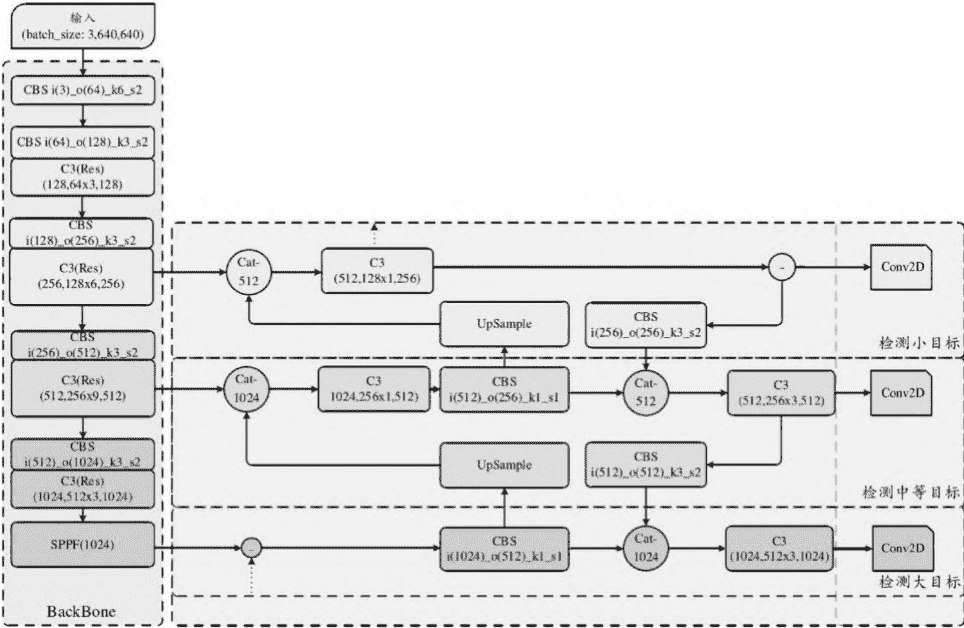 输入
(batch_size: 3,640,640)
CBS i(3)_o(64)_k6_s2
CBS i(64)_o(128)_k3_s2
C3(Res)
(128,64x3,128)
CBS
i(128)_o(256)_k3_s2
C3(Res)
(256,128x6,256)
CBS
i(256)_o(512)_k3_s2
C3(Res)
(512,256x9,512)
CBS
i(512)_o(1024)_k3_s2
C3(Res)
(1024,512x3,1024)
SPPF(1024)
BackBone
Cat-
512
C3
(512,128x1,256)
-
Conv2D
UpSample
CBS
i(256)_o(256)_k3_s2
检测小目标
Cat-
1024
C3
1024,256x1,512)
CBS
i(512)_o(256)_k1_s1
Cat-
512
C3
(512,256x3,512)
Conv2D
UpSample
CBS
i(512)_o(512)_k3_s2
检测中等目标
-
CBS
i(1024)_o(512)_k1_s1
Cat-
1024
C3
(1024,512x3,1024)
Conv2D
检测大目标